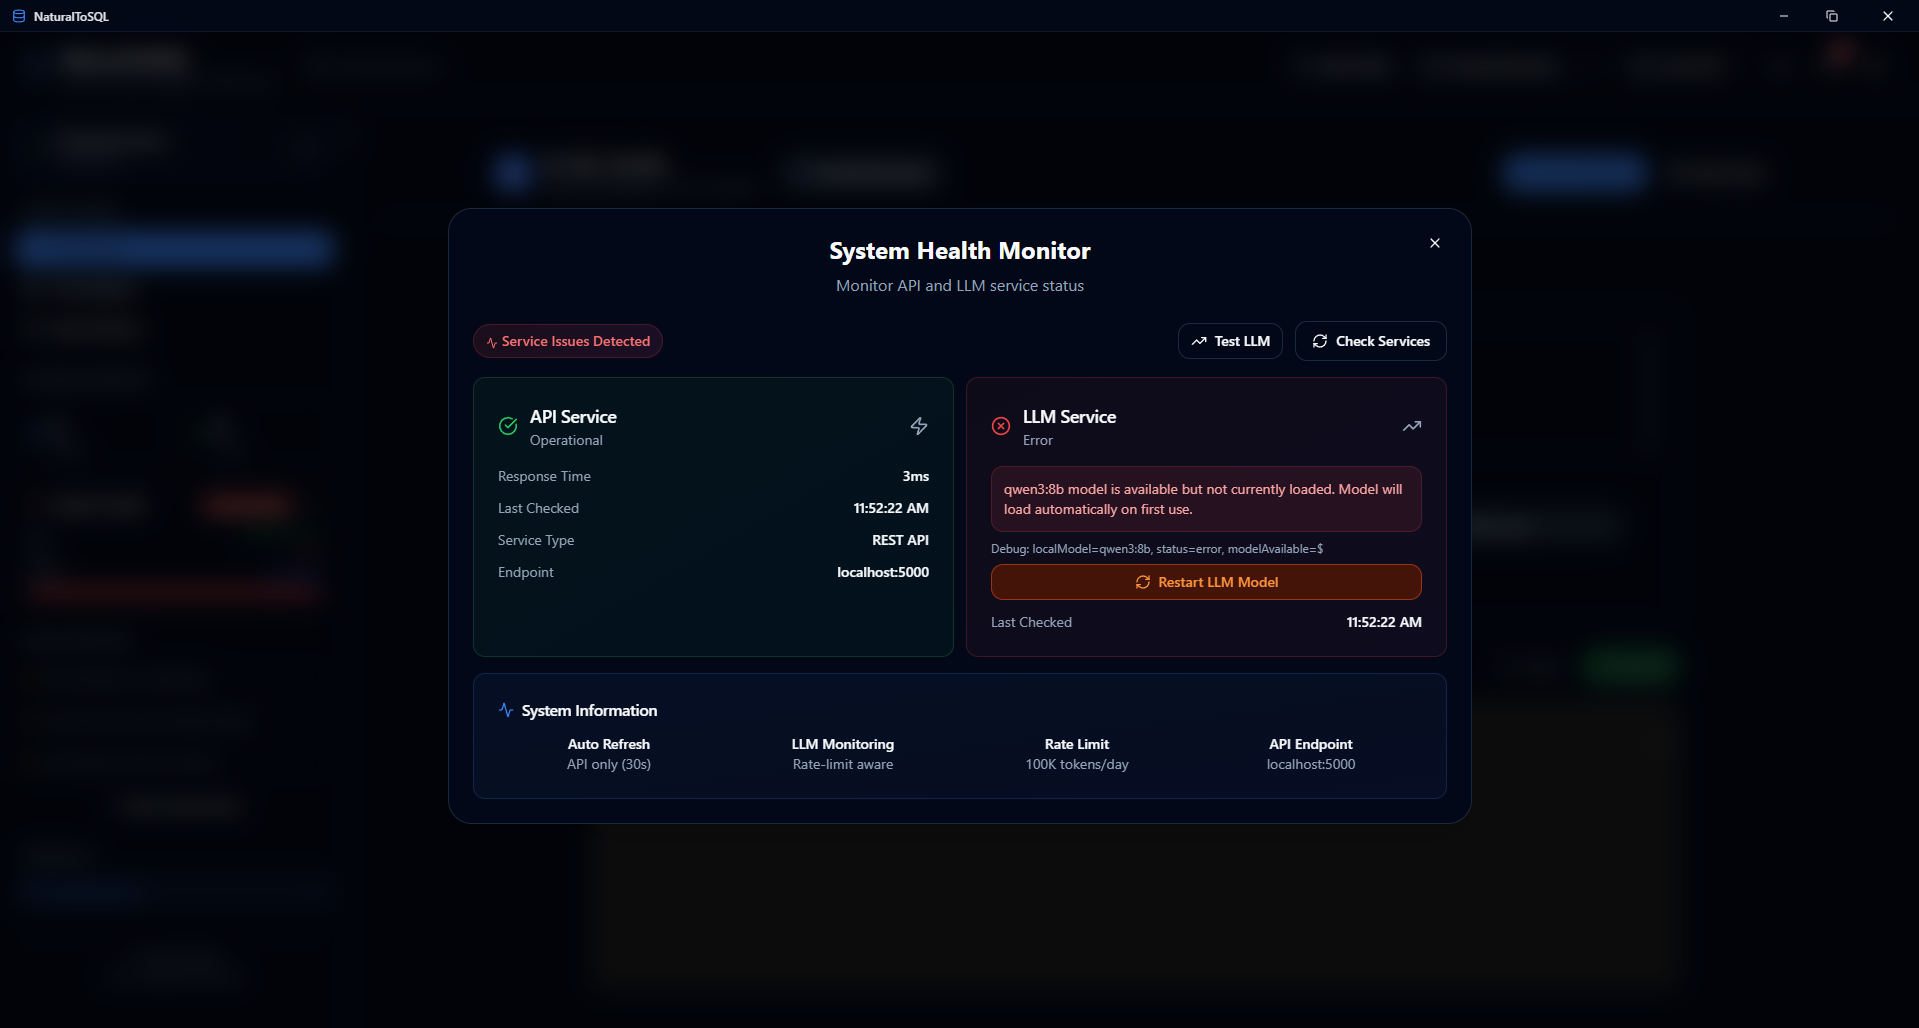 NaturalToSQL
System Health Monitor
Monitor API and LLM service status
Service Issues Detected
Test LLM
Check Services
API Service
Operational
Response Time
3ms
Last Checked
11:52:22 AM
Service Type
REST API
Endpoint
localhost:5000
LLM Service
Error
qwen3:8b model is available but not currently loaded. Model will
load automatically on first use.
Debug: localModel=qwen3:8b, status=error, modelAvailable=$
Restart LLM Model
Last Checked
11:52:22 AM
System Information
Auto Refresh
API only (30s)
LLM Monitoring
Rate-limit aware
Rate Limit
100K tokens/day
API Endpoint
localhost:5000